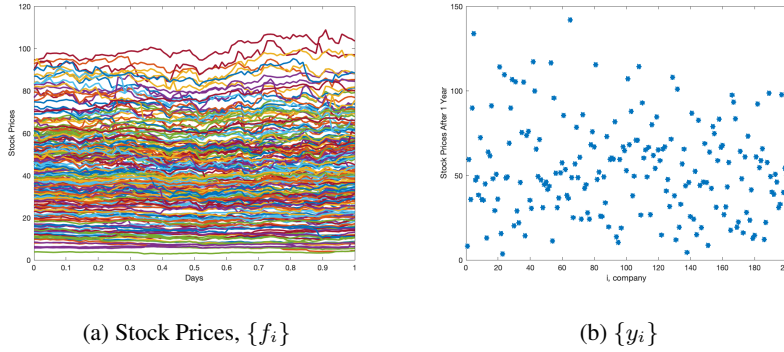 120
100
80
60
40
20
0
Stock Prices
0 0.1 0.2 0.3 0.4 0.5 0.6 0.7 0.8 0.9 1
Days
(a) Stock Prices, {f_i}
150
100
50
0
Stock Prices After 1 Year
0 20 40 60 80 100 120 140 160 180 200
i, company
(b) {y_i}